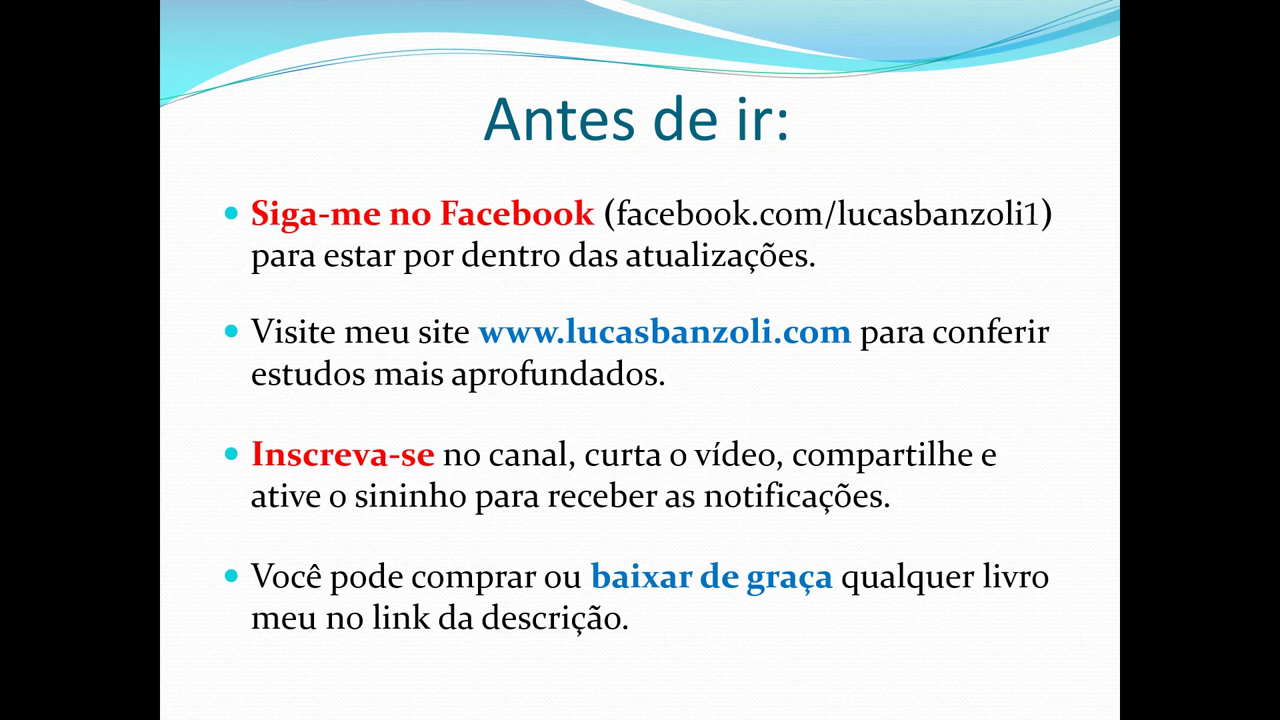 Antes de ir:
• Siga-me no Facebook (facebook.com/lucasbanzoli1)
para estar por dentro das atualizações.
• Visite meu site www.lucasbanzoli.com para conferir
estudos mais aprofundados.
• Inscreva-se no canal, curta o vídeo, compartilhe e
ative o sininho para receber as notificações.
• Você pode comprar ou baixar de graça qualquer livro
meu no link da descrição.